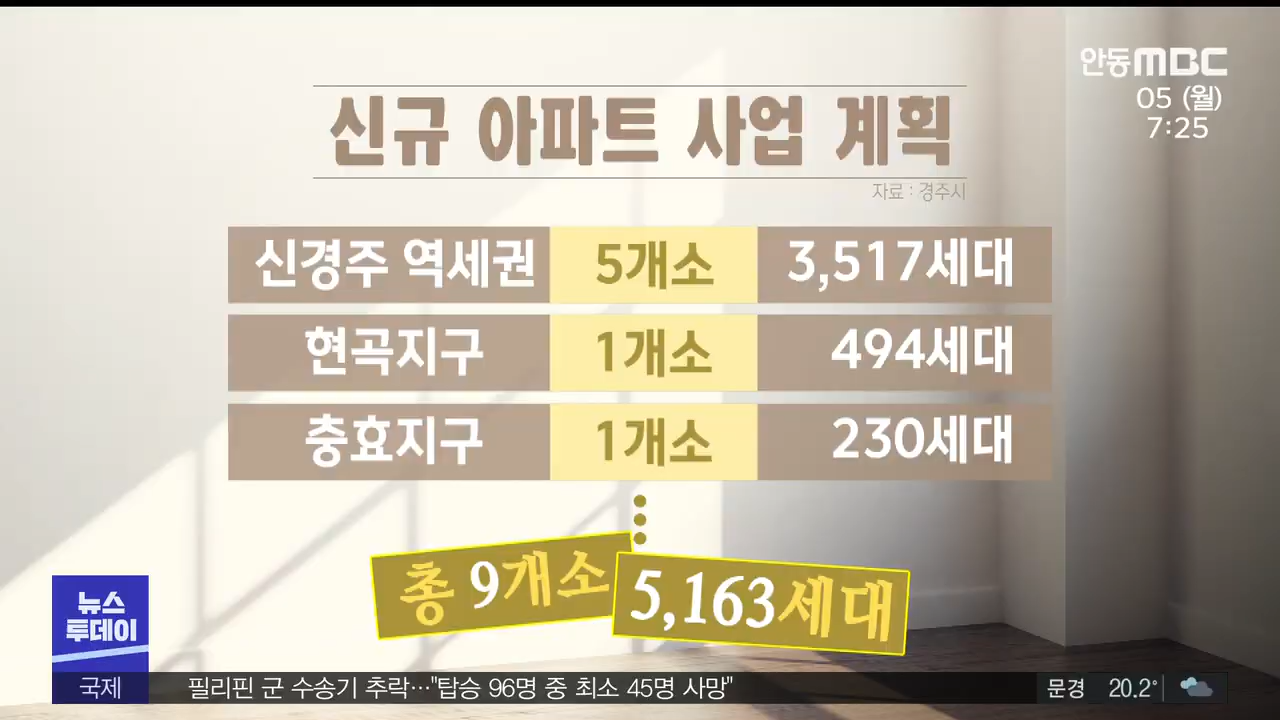 안동MBC
05 (월)
7:25
신규 아파트 사업 계획
자료 : 경주시
신경주 역세권 5개소 3,517세대
현곡지구 1개소 494세대
충효지구 1개소 230세대
총 9개소 5,163세대
뉴스
투데이
국제 필리핀 군 수송기 추락…"탑승 96명 중 최소 45명 사망" 문경 20.2°